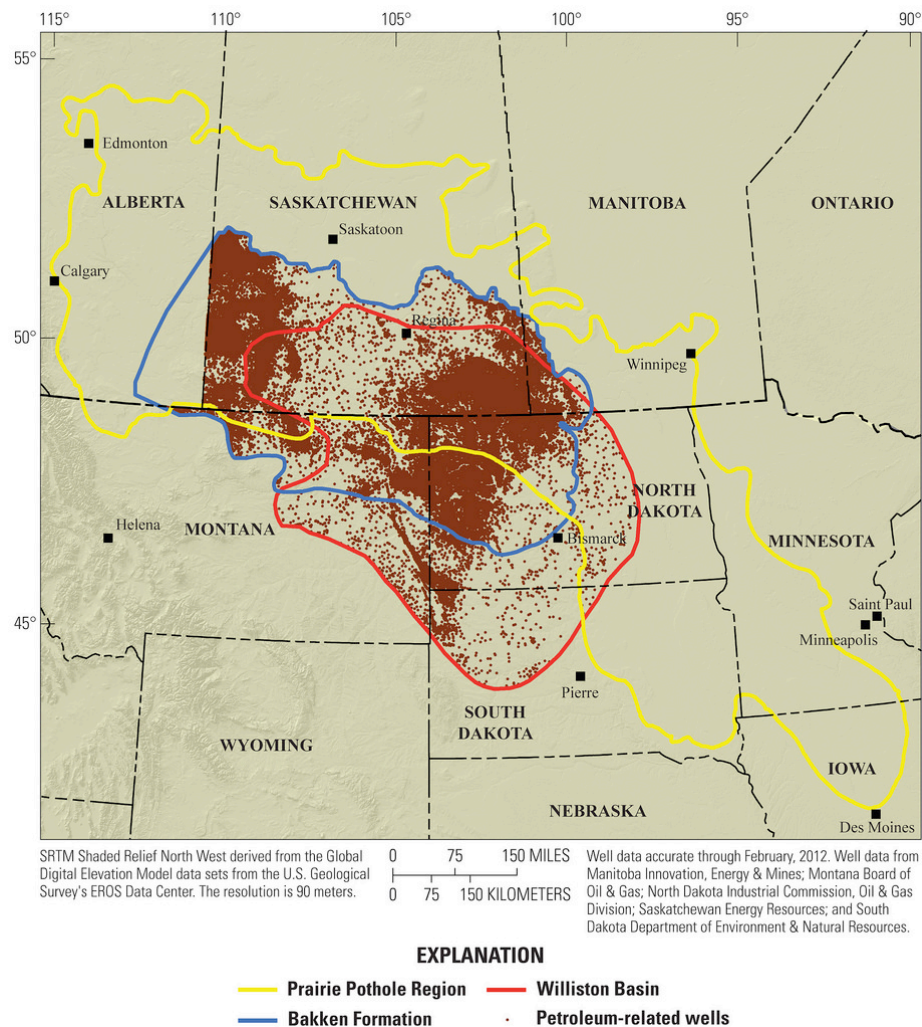 115° 110° 105° 100° 95° 90°
55°
Edmonton
ALBERTA SASKATCHEWAN MANITOBA ONTARIO
Saskatoon
Calgary
Regina
50°
Winnipeg
NORTH
DAKOTA
Helena
MONTANA
Bismarck
MINNESOTA
Saint Paul
45°
Minneapolis
Pierre
SOUTH
DAKOTA
WYOMING
IOWA
NEBRASKA
Des Moines
SRTM Shaded Relief North West derived from the Global
Digital Elevation Model data sets from the U.S. Geological
Survey's EROS Data Center. The resolution is 90 meters.
0 75 150 MILES
0 75 150 KILOMETERS
Well data accurate through February, 2012. Well data from
Manitoba Innovation, Energy & Mines; Montana Board of
Oil & Gas; North Dakota Industrial Commission, Oil & Gas
Division; Saskatchewan Energy Resources; and South
Dakota Department of Environment & Natural Resources.
EXPLANATION
Prairie Pothole Region
Williston Basin
Bakken Formation
Petroleum-related wells